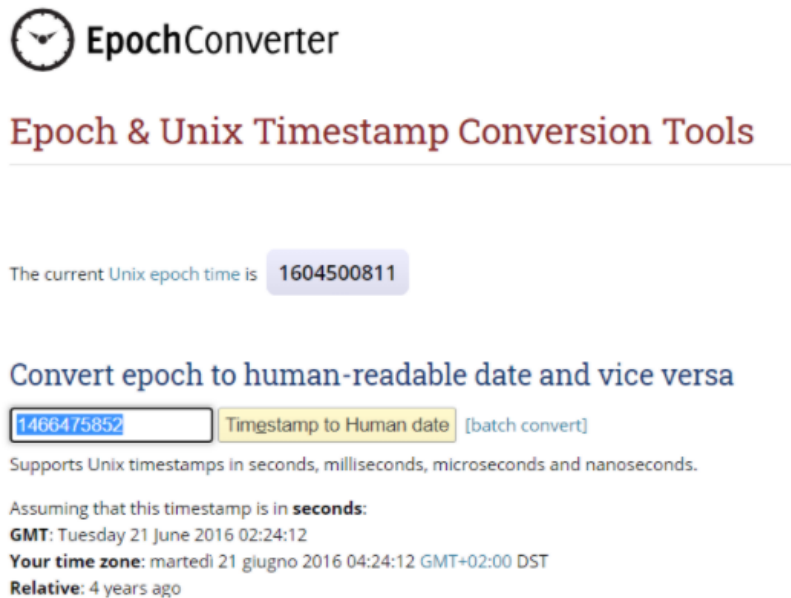 EpochConverter
Epoch & Unix Timestamp Conversion Tools
The current Unix epoch time is 1604500811
Convert epoch to human-readable date and vice versa
1466475852 Timestamp to Human date [batch convert]
Supports Unix timestamps in seconds, milliseconds, microseconds and nanoseconds.
Assuming that this timestamp is in seconds:
GMT: Tuesday 21 June 2016 02:24:12
Your time zone: martedì 21 giugno 2016 04:24:12 GMT+02:00 DST
Relative: 4 years ago